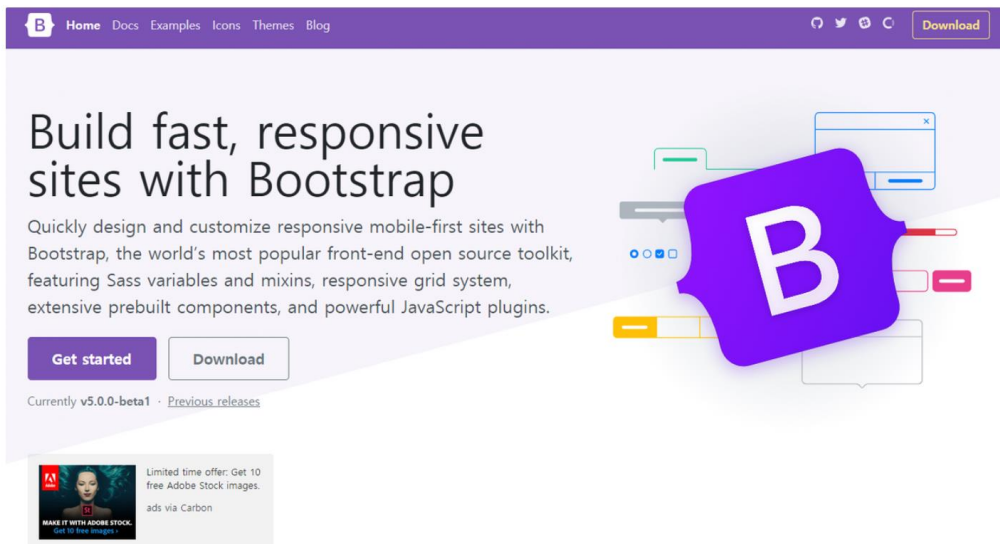 B Home Docs Examples Icons Themes Blog Download
Build fast, responsive
sites with Bootstrap
Quickly design and customize responsive mobile-first sites with
Bootstrap, the world's most popular front-end open source toolkit,
featuring Sass variables and mixins, responsive grid system,
extensive prebuilt components, and powerful JavaScript plugins.
Get started Download
Currently v5.0.0-beta1 · Previous releases
B
Adobe
St
MAKE IT WITH ADOBE STOCK.
Get 10 free images ›
Limited time offer: Get 10
free Adobe Stock images.
ads via Carbon